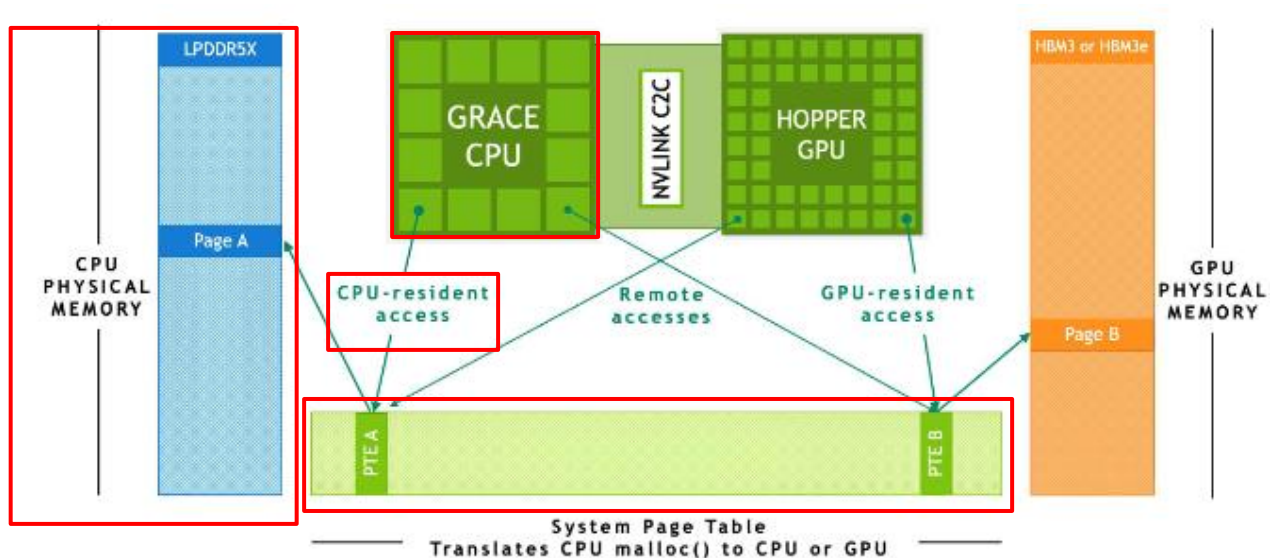 LPDDR5X
Page A
CPU
PHYSICAL
MEMORY
GRACE
CPU
NVLINK C2C
HOPPER
GPU
HBM3 or HBM3e
Page B
GPU
PHYSICAL
MEMORY
CPU-resident
access
Remote
accesses
GPU-resident
access
PTE A
PTE B
System Page Table
Translates CPU malloc() to CPU or GPU